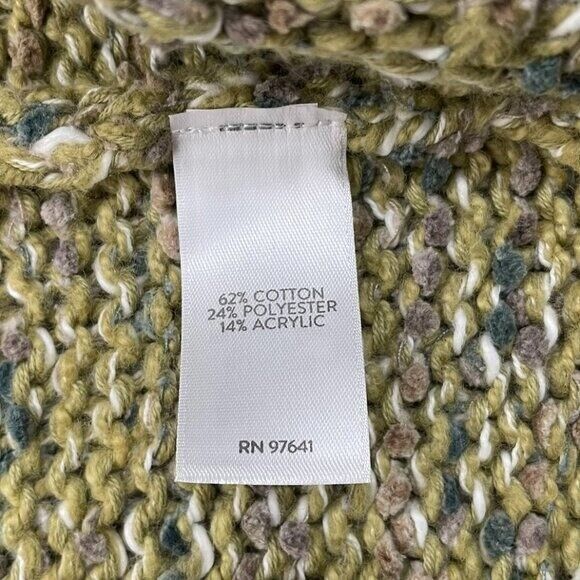 62% COTTON
24% POLYESTER
14% ACRYLIC
RN 97641